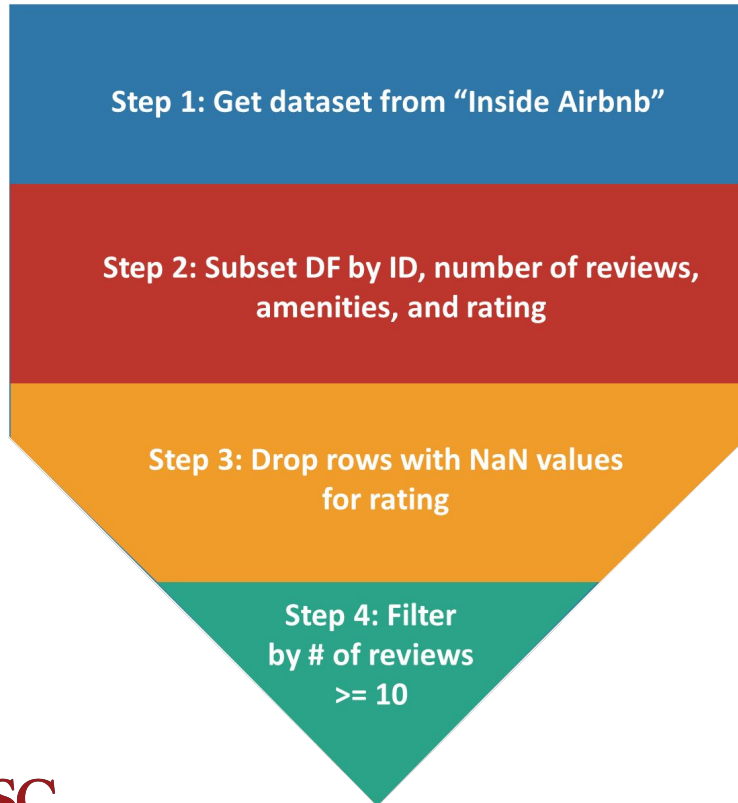 Step 1: Get dataset from “Inside Airbnb”
Step 2: Subset DF by ID, number of reviews,
amenities, and rating
Step 3: Drop rows with NaN values
for rating
Step 4: Filter
by # of reviews
>= 10